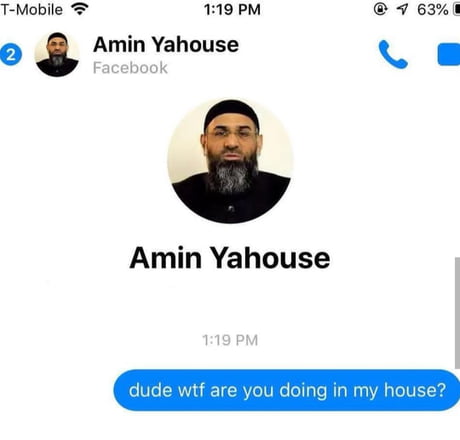 T-Mobile 1:19 PM 63%
2 Amin Yahouse
Facebook
Amin Yahouse
1:19 PM
dude wtf are you doing in my house?